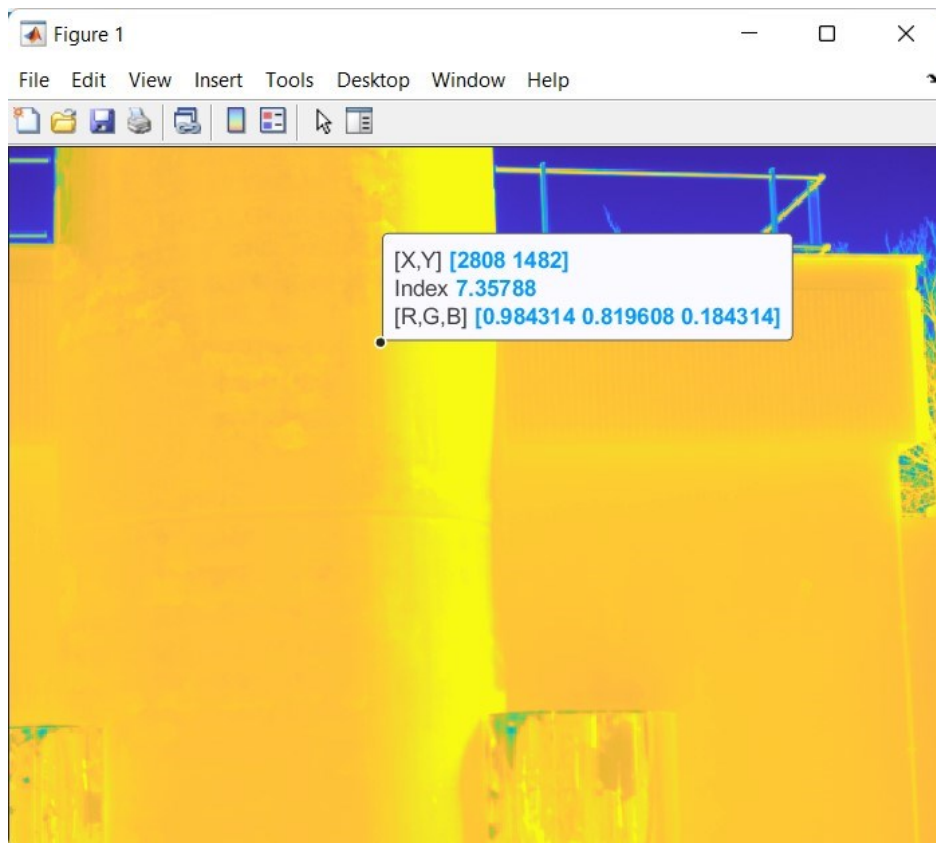 Figure 1
File Edit View Insert Tools Desktop Window Help
[X,Y] [2808 1482]
Index 7.35788
[R,G,B] [0.984314 0.819608 0.184314]